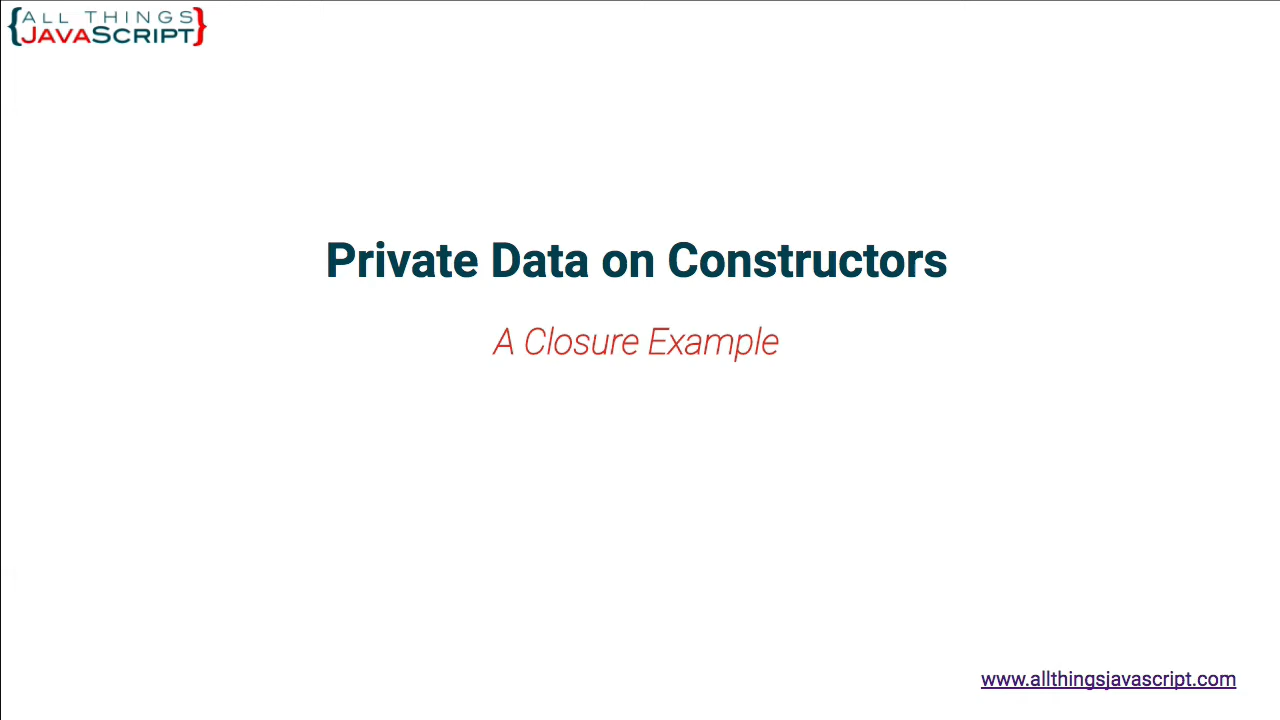 {ALL THINGS
JAVASCRIPT}
Private Data on Constructors
A Closure Example
www.allthingsjavascript.com